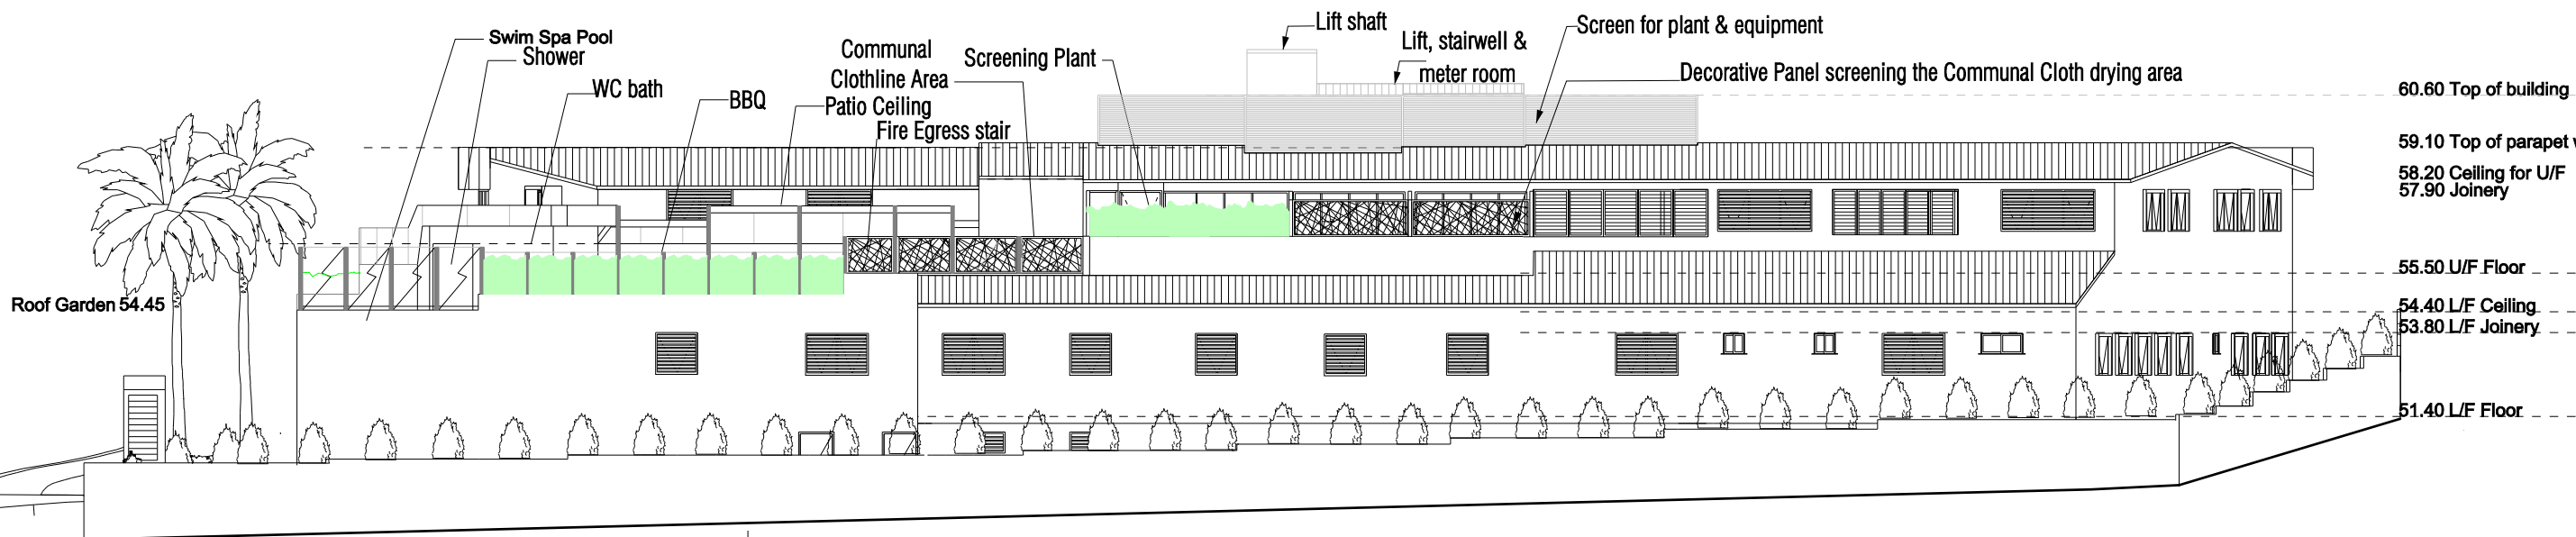 Lift shaft
Screen for plant & equipment
Swim Spa Pool
Shower
Communal
Clothline Area
Screening Plant
Lift, stairwell &
meter room
Decorative Panel screening the Communal Cloth drying area
WC bath
BBQ
Patio Ceiling
Fire Egress stair
60.60 Top of building
59.10 Top of parapet
58.20 Ceiling for U/F
57.90 Joinery
55.50 U/F Floor
Roof Garden 54.45
54.40 L/F Ceiling
53.80 L/F Joinery
51.40 L/F Floor